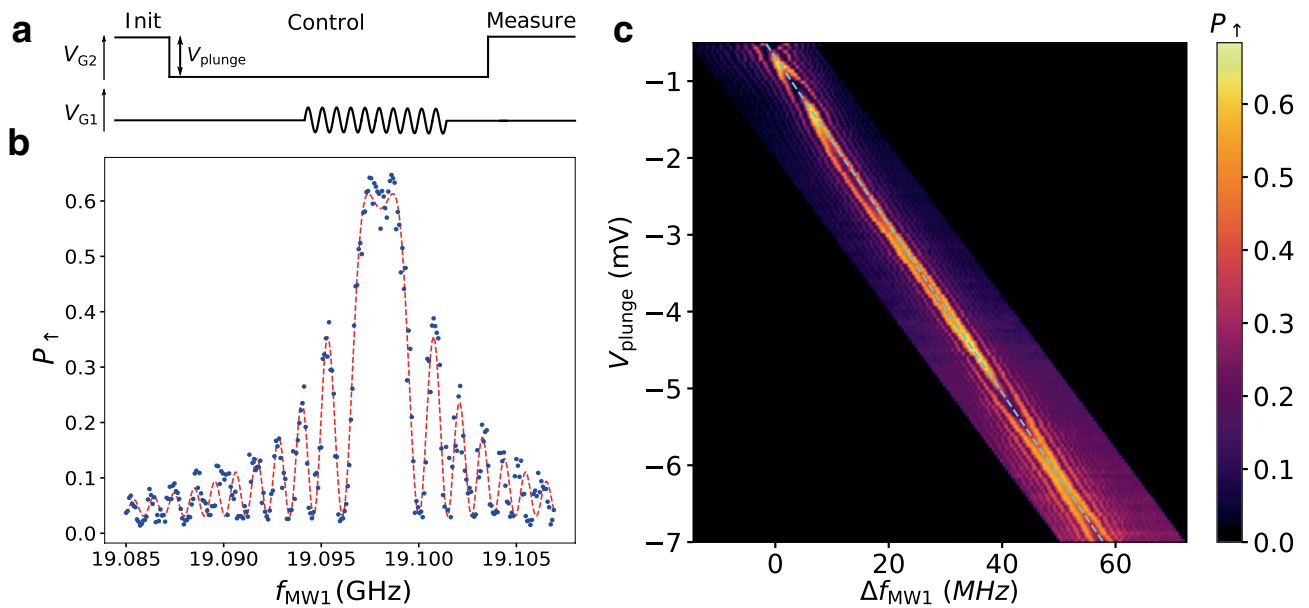 a
Init Control Measure
V_G2
V_plunge
V_G1
b
P↑
0.6
0.5
0.4
0.3
0.2
0.1
0.0
19.085 19.090 19.095 19.100 19.105
f_MW1 (GHz)
c
P↑
V_plunge (mV)
−1
−2
−3
−4
−5
−6
−7
0 20 40 60
Δf_MW1 (MHz)
0.6
0.5
0.4
0.3
0.2
0.1
0.0